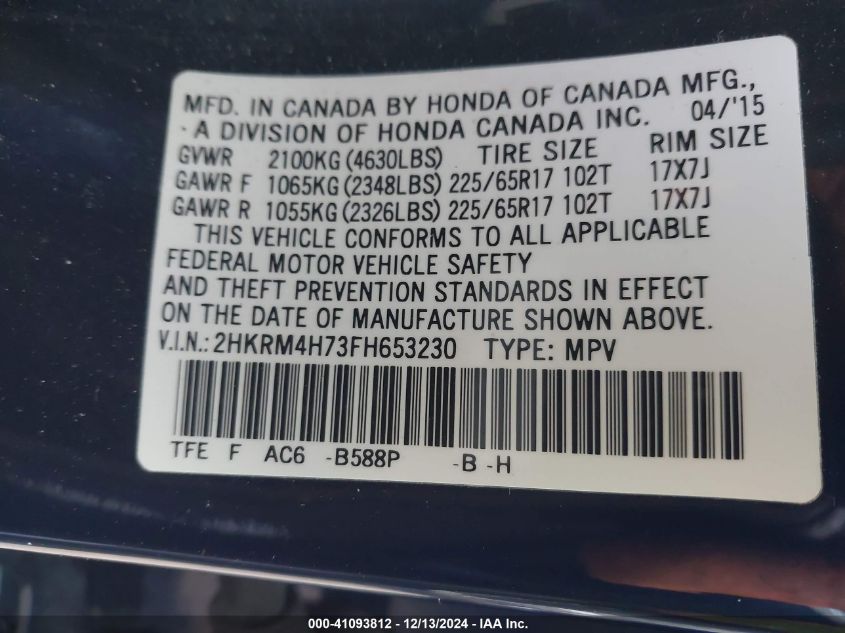 MFD. IN CANADA BY HONDA OF CANADA MFG.,
- A DIVISION OF HONDA CANADA INC. 04/'15
GVWR 2100KG (4630LBS) TIRE SIZE RIM SIZE
GAWR F 1065KG (2348LBS) 225/65R17 102T 17X7J
GAWR R 1055KG (2326LBS) 225/65R17 102T 17X7J
THIS VEHICLE CONFORMS TO ALL APPLICABLE
FEDERAL MOTOR VEHICLE SAFETY
AND THEFT PREVENTION STANDARDS IN EFFECT
ON THE DATE OF MANUFACTURE SHOWN ABOVE.
V.I.N.: 2HKRM4H73FH653230 TYPE: MPV
TFE F AC6 -B588P -B -H
000-41093812 - 12/13/2024 - IAA Inc.